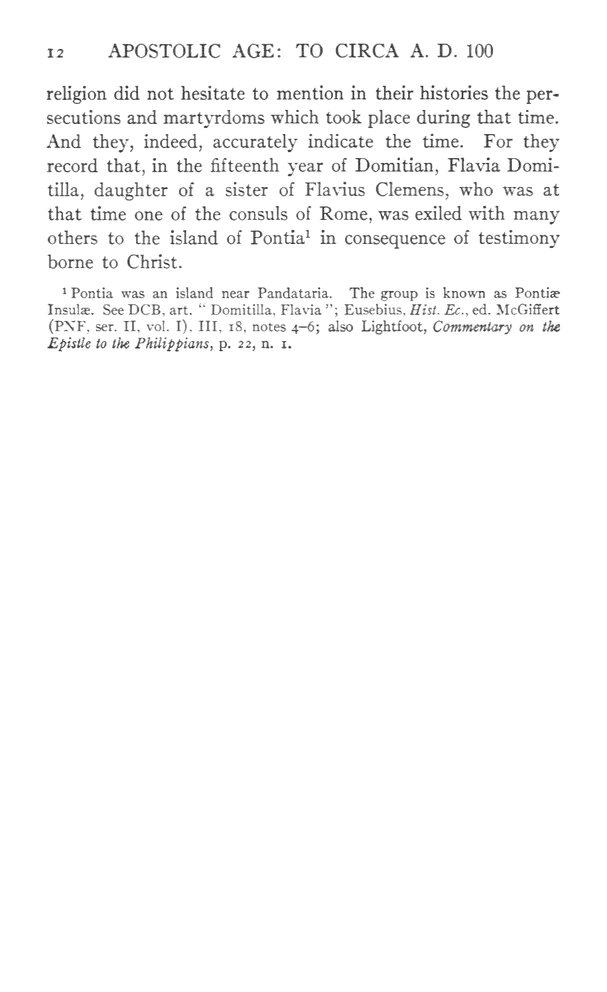 12 APOSTOLIC AGE: TO CIRCA A. D. 100
religion did not hesitate to mention in their histories the per-
secutions and martyrdoms which took place during that time.
And they, indeed, accurately indicate the time. For they
record that, in the fifteenth year of Domitian, Flavia Domi-
tilla, daughter of a sister of Flavius Clemens, who was at
that time one of the consuls of Rome, was exiled with many
others to the island of Pontia¹ in consequence of testimony
borne to Christ.
¹ Pontia was an island near Pandataria. The group is known as Pontiæ
Insulæ. See DCB, art. “ Domitilla, Flavia ”; Eusebius, Hist. Ec., ed. McGiffert
(PNF, ser. II, vol. I), III, 18, notes 4–6; also Lightfoot, Commentary on the
Epistle to the Philippians, p. 22, n. 1.